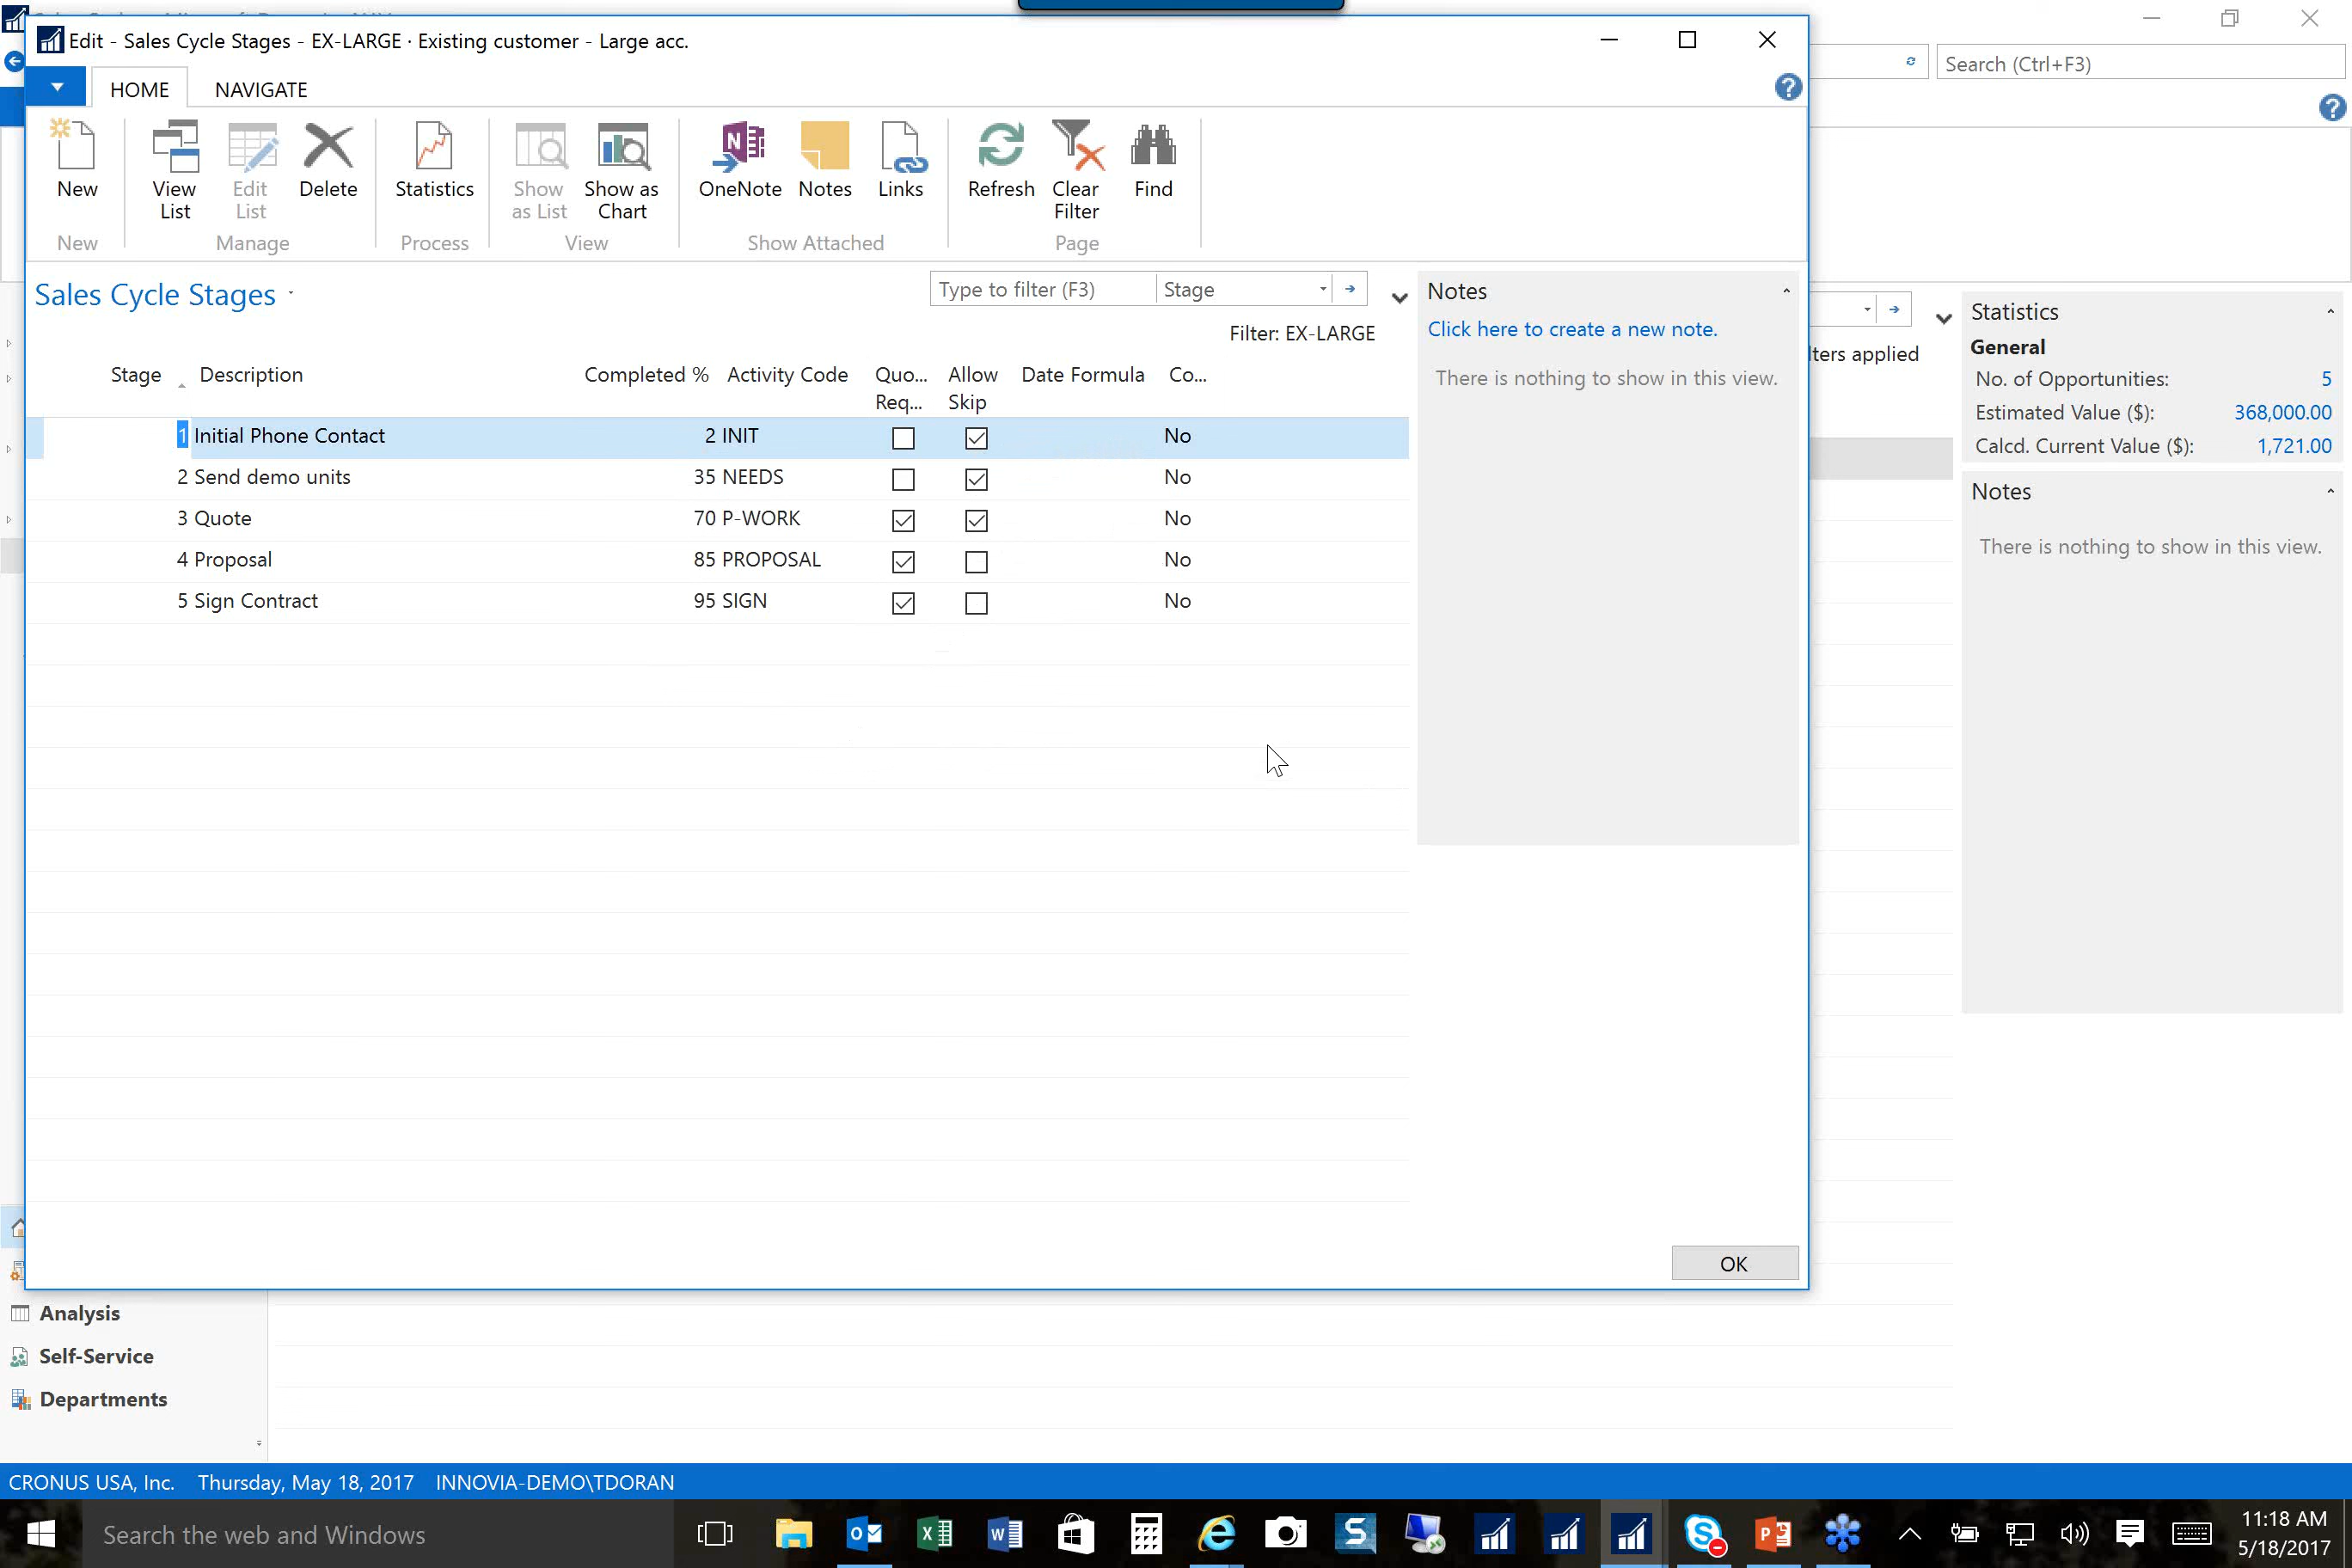 Edit - Sales Cycle Stages - EX-LARGE · Existing customer - Large acc.
Search (Ctrl+F3)
HOME NAVIGATE
New
View List
Edit List
Delete
Statistics
Show as List
Show as Chart
OneNote
Notes
Links
Refresh
Clear Filter
Find
New Manage Process View Show Attached Page
Sales Cycle Stages
Type to filter (F3) Stage
Filter: EX-LARGE
Stage Description Completed % Activity Code Quo... Req... Allow Skip Date Formula Co...
1 Initial Phone Contact 2 INIT No
2 Send demo units 35 NEEDS No
3 Quote 70 P-WORK No
4 Proposal 85 PROPOSAL No
5 Sign Contract 95 SIGN No
Notes
Click here to create a new note.
There is nothing to show in this view.
OK
lters applied
Statistics
General
No. of Opportunities: 5
Estimated Value ($): 368,000.00
Calcd. Current Value ($): 1,721.00
Notes
There is nothing to show in this view.
Analysis
Self-Service
Departments
CRONUS USA, Inc. Thursday, May 18, 2017 INNOVIA-DEMO\TDORAN
Search the web and Windows
11:18 AM
5/18/2017